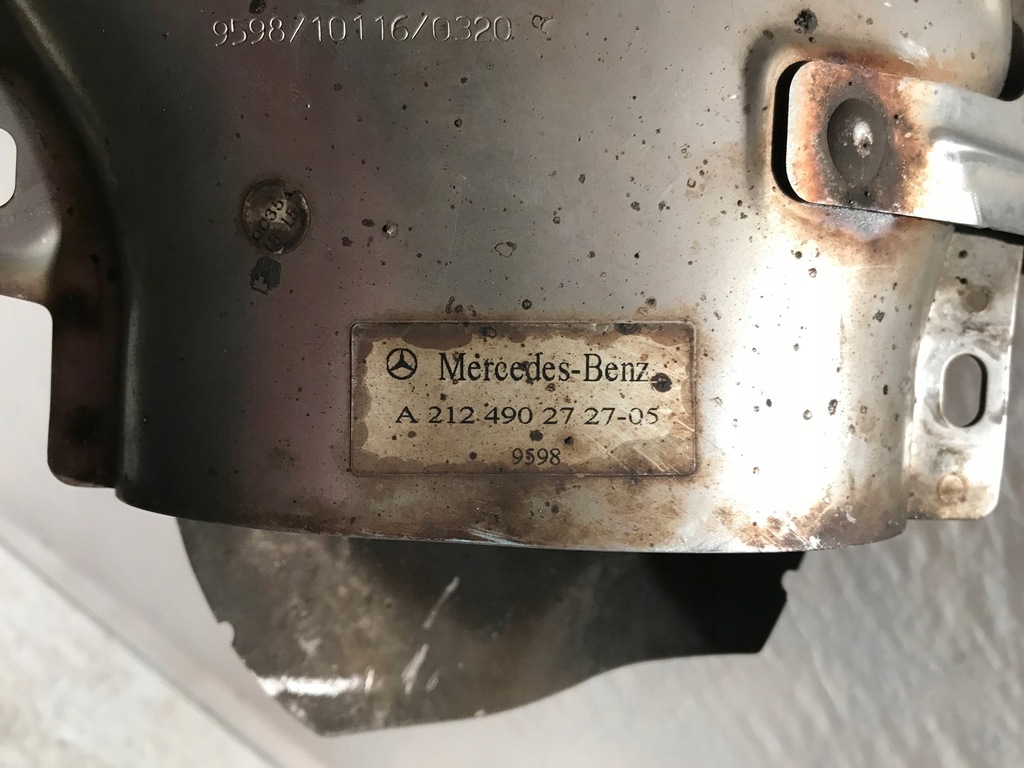 9598/10116/0320
Mercedes-Benz
A 212 490 27 27-05
9598